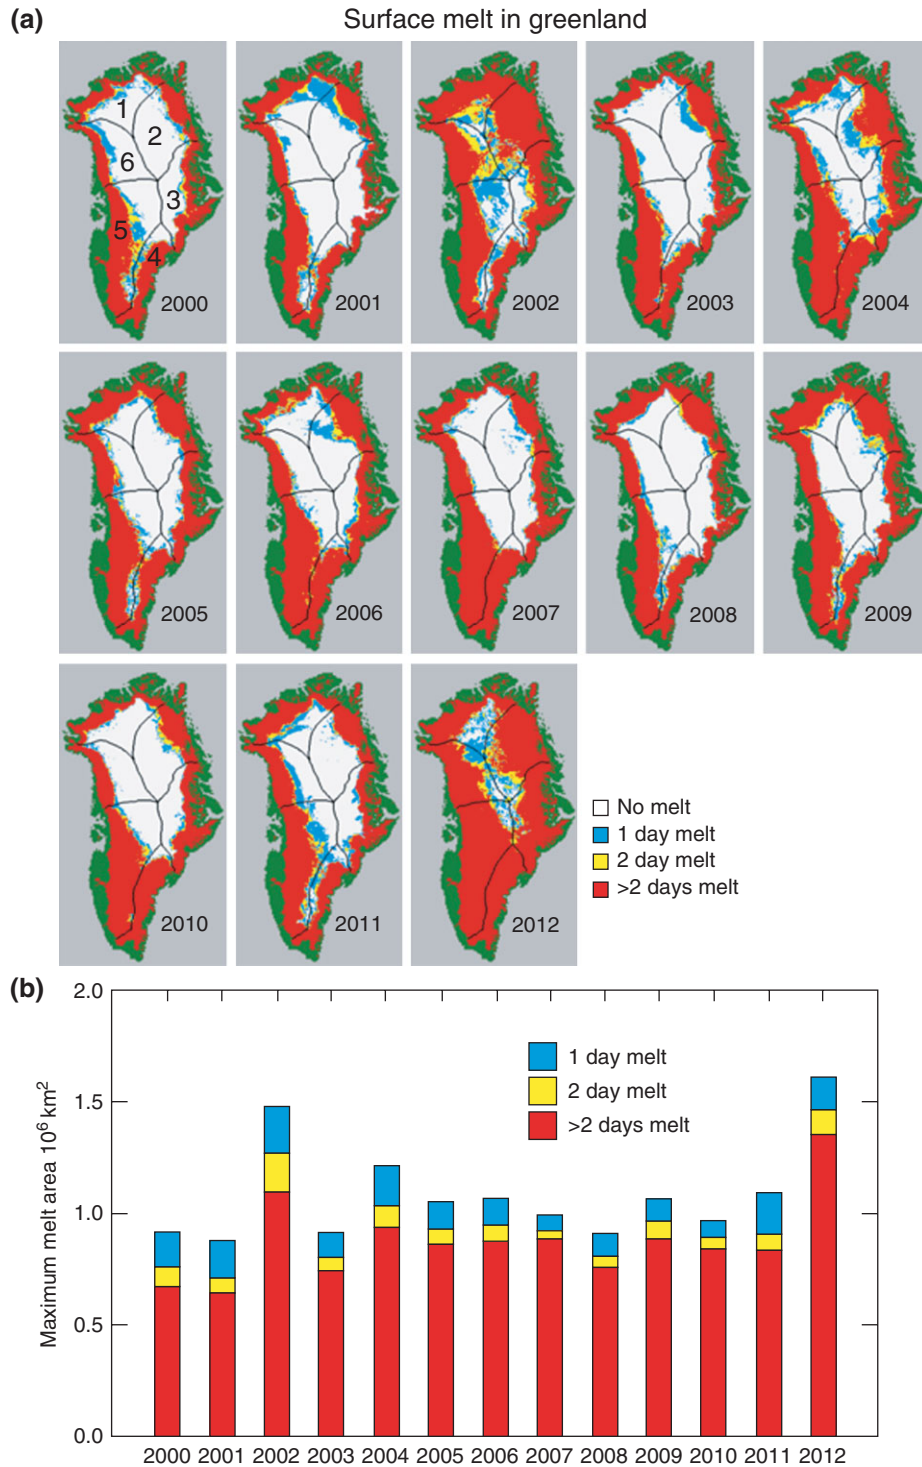 (a) Surface melt in greenland
1
2
6
3
5
4
2000
2001
2002
2003
2004
2005
2006
2007
2008
2009
2010
2011
2012
No melt
1 day melt
2 day melt
>2 days melt
(b)
2.0
1.5
1.0
0.5
0.0
Maximum melt area 10⁶ km²
1 day melt
2 day melt
>2 days melt
2000 2001 2002 2003 2004 2005 2006 2007 2008 2009 2010 2011 2012